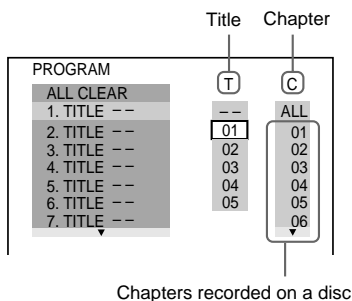 Title Chapter
PROGRAM
T C
ALL CLEAR
1. TITLE – – – – ALL
2. TITLE – – 01 01
3. TITLE – – 02 02
4. TITLE – – 03 03
5. TITLE – – 04 04
6. TITLE – – 05 05
7. TITLE – – 06
Chapters recorded on a disc